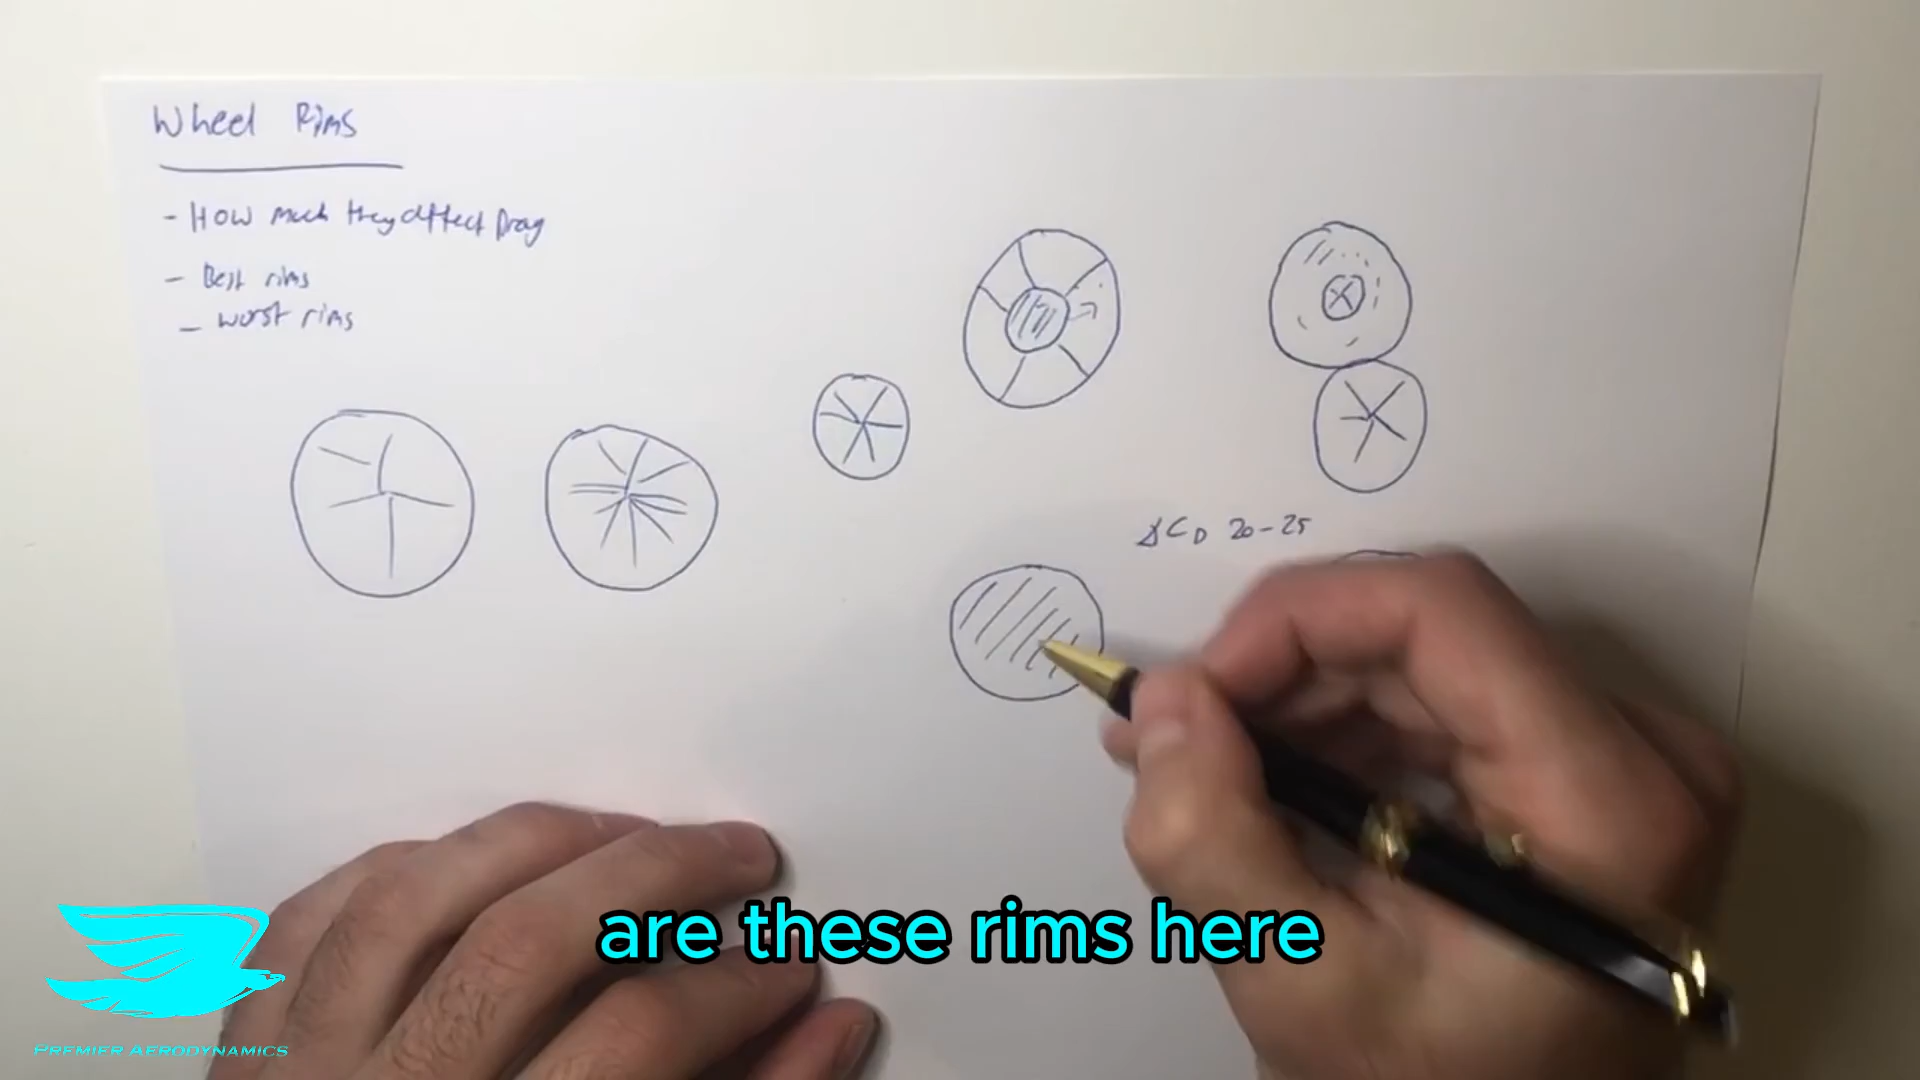 Wheel Rims
- How much they affect Drag
- Best rims
- worst rims
ΔCD 20-25
are these rims here
PREMIER AERODYNAMICS